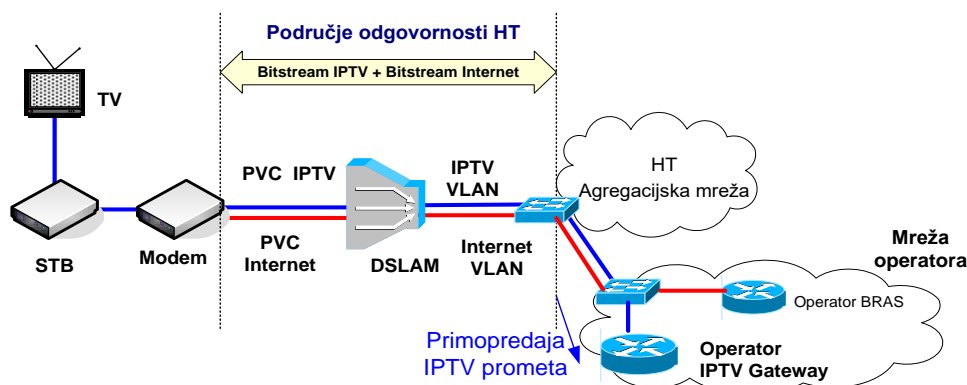 Područje odgovornosti HT
Bitstream IPTV + Bitstream Internet
TV
STB
Modem
PVC IPTV
PVC
Internet
DSLAM
IPTV
VLAN
Internet
VLAN
HT
Agregacijska mreža
Mreža
operatora
Operator BRAS
Primopredaja
IPTV prometa
Operator
IPTV Gateway